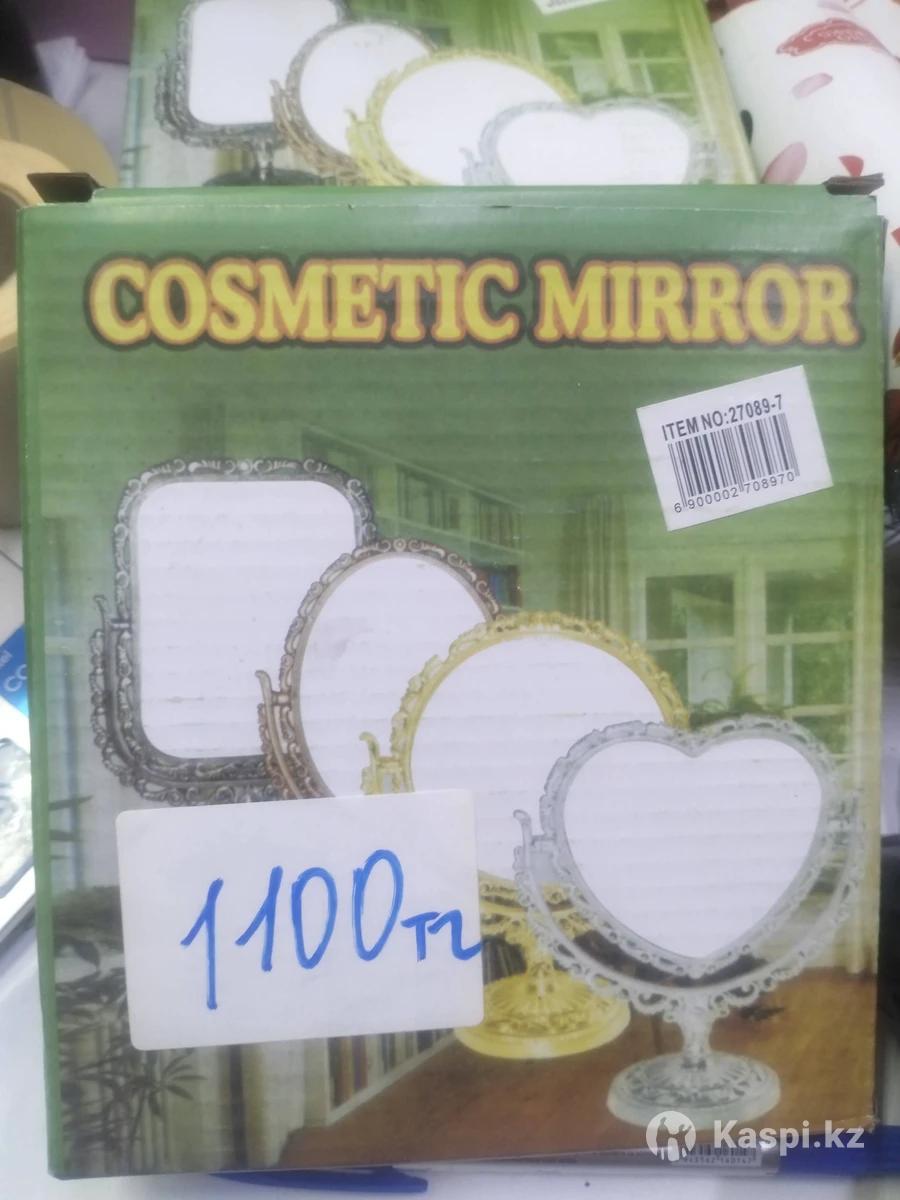 COSMETIC MIRROR
ITEM NO:27089-7
6 900002 708970
1100тг
Kaspi.kz